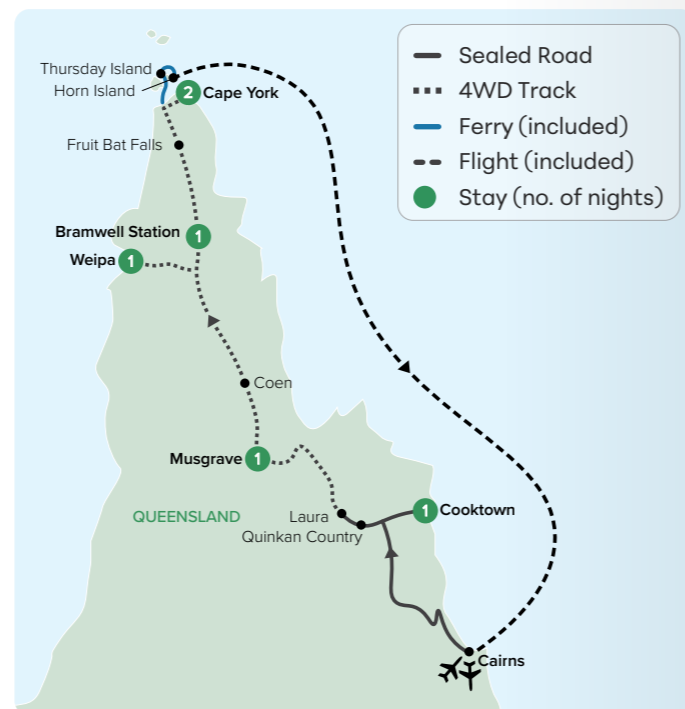 Sealed Road
4WD Track
Ferry (included)
Flight (included)
Stay (no. of nights)
Thursday Island
Horn Island
2 Cape York
Fruit Bat Falls
Bramwell Station 1
Weipa 1
Coen
Musgrave 1
QUEENSLAND
Laura
Quinkan Country
1 Cooktown
Cairns